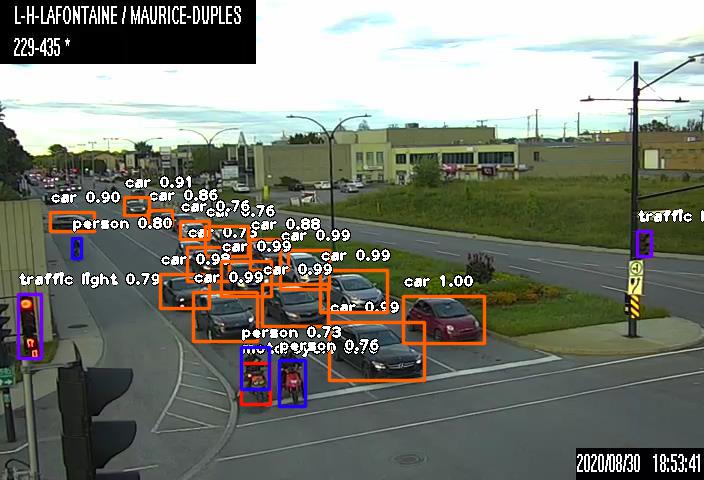 L-H-LAFONTAINE / MAURICE-DUPLES
229-435 *
car 0.91
car 0.90
car 0.86
car 0.76
0.76
person 0.80
car 0.88
car 0.99
car 0.99
car 0.99
car 0.98
car 0.99
car 0.99
traffic light 0.79
car 1.00
car 0.99
person 0.73
person 0.76
traffic
2020/08/30 18:53:41